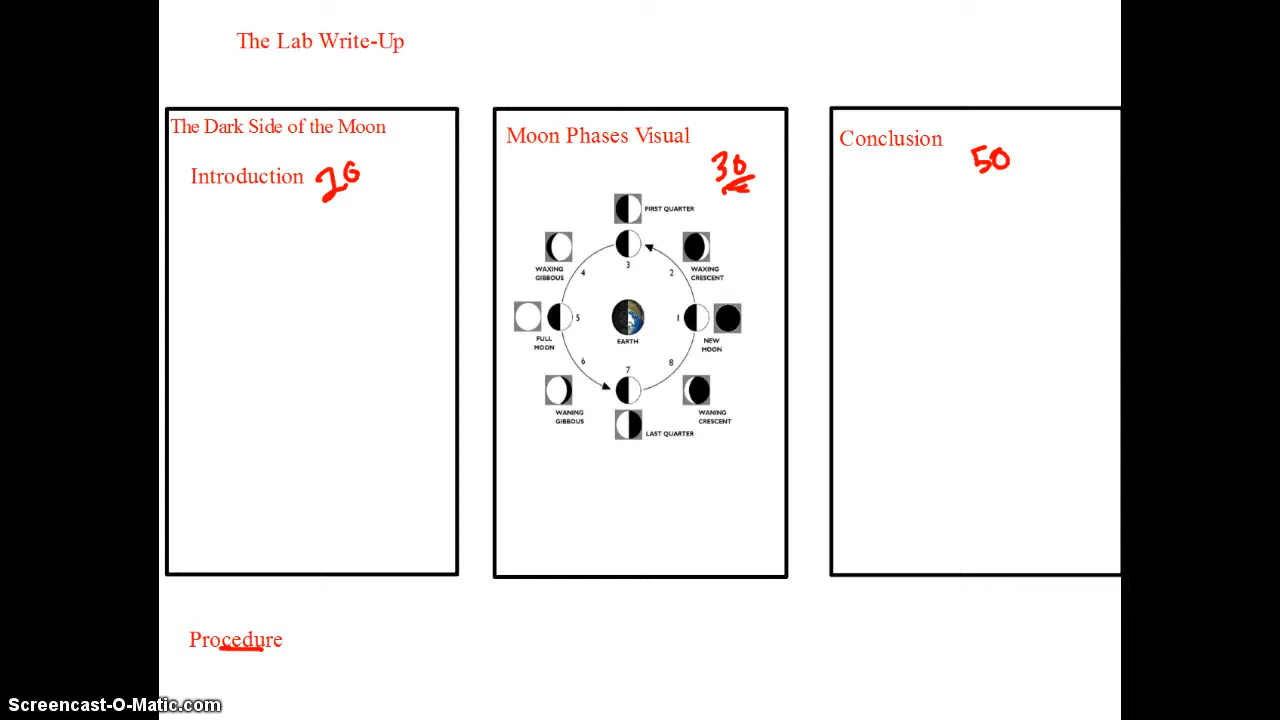 The Lab Write-Up
The Dark Side of the Moon
Introduction 20
Moon Phases Visual
30
FIRST QUARTER
WAXING
GIBBOUS
WAXING
CRESCENT
3
4
2
5
1
FULL
MOON
EARTH
NEW
MOON
6
7
8
WANING
GIBBOUS
WANING
CRESCENT
LAST QUARTER
Conclusion
50
Procedure
Screencast-O-Matic.com